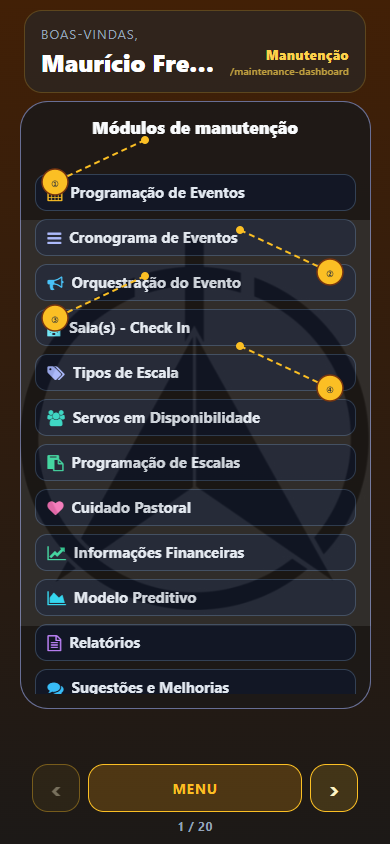 BOAS-VINDAS,
Maurício Fre...
Manutenção
/maintenance-dashboard
Módulos de manutenção
①
Programação de Eventos
Cronograma de Eventos
②
Orquestração do Evento
③
Sala(s) - Check In
Tipos de Escala
④
Servos em Disponibilidade
Programação de Escalas
Cuidado Pastoral
Informações Financeiras
Modelo Preditivo
Relatórios
Sugestões e Melhorias
‹
MENU
›
1 / 20